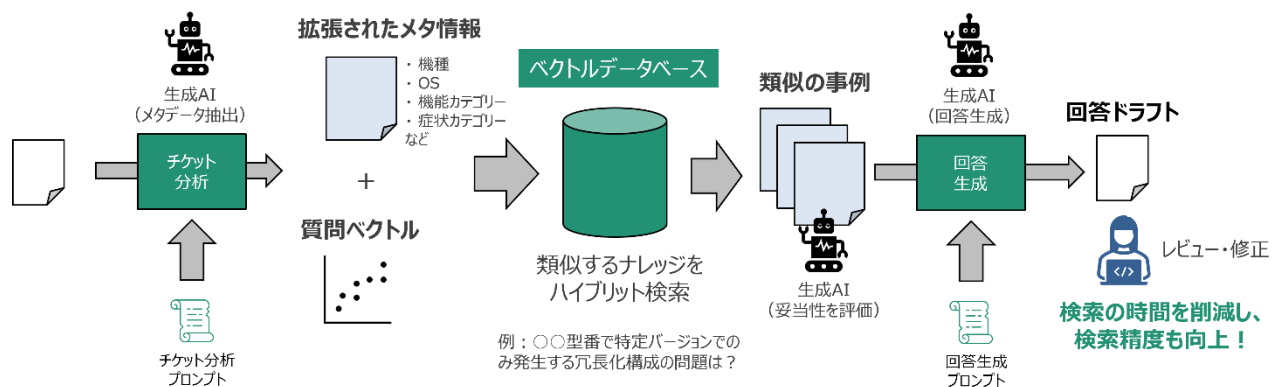 生成AI
（メタデータ抽出）
チケット
分析
チケット分析
プロンプト
拡張されたメタ情報
・機種
・OS
・機能カテゴリー
・症状カテゴリー
など
+
質問ベクトル
ベクトルデータベース
類似するナレッジを
ハイブリット検索
例：○○型番で特定バージョンでの
み発生する冗長化構成の問題は？
類似の事例
生成AI
（妥当性を評価）
生成AI
（回答生成）
回答
生成
回答生成
プロンプト
回答ドラフト
レビュー・修正
検索の時間を削減し、
検索精度も向上！